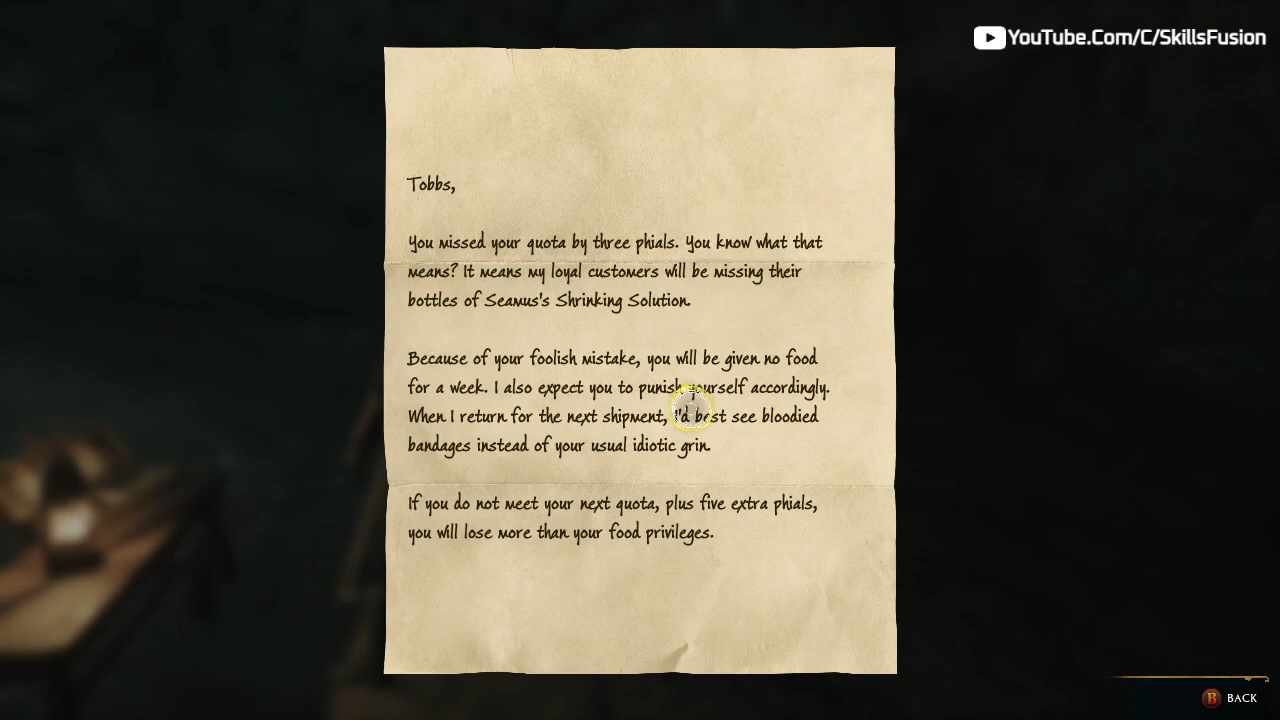 YouTube.Com/C/SkillsFusion
Tobbs,
You missed your quota by three phials. You know what that
means? It means my loyal customers will be missing their
bottles of Seamus's Shrinking Solution.
Because of your foolish mistake, you will be given no food
for a week. I also expect you to punish yourself accordingly.
When I return for the next shipment, I'd best see bloodied
bandages instead of your usual idiotic grin.
If you do not meet your next quota, plus five extra phials,
you will lose more than your food privileges.
B BACK